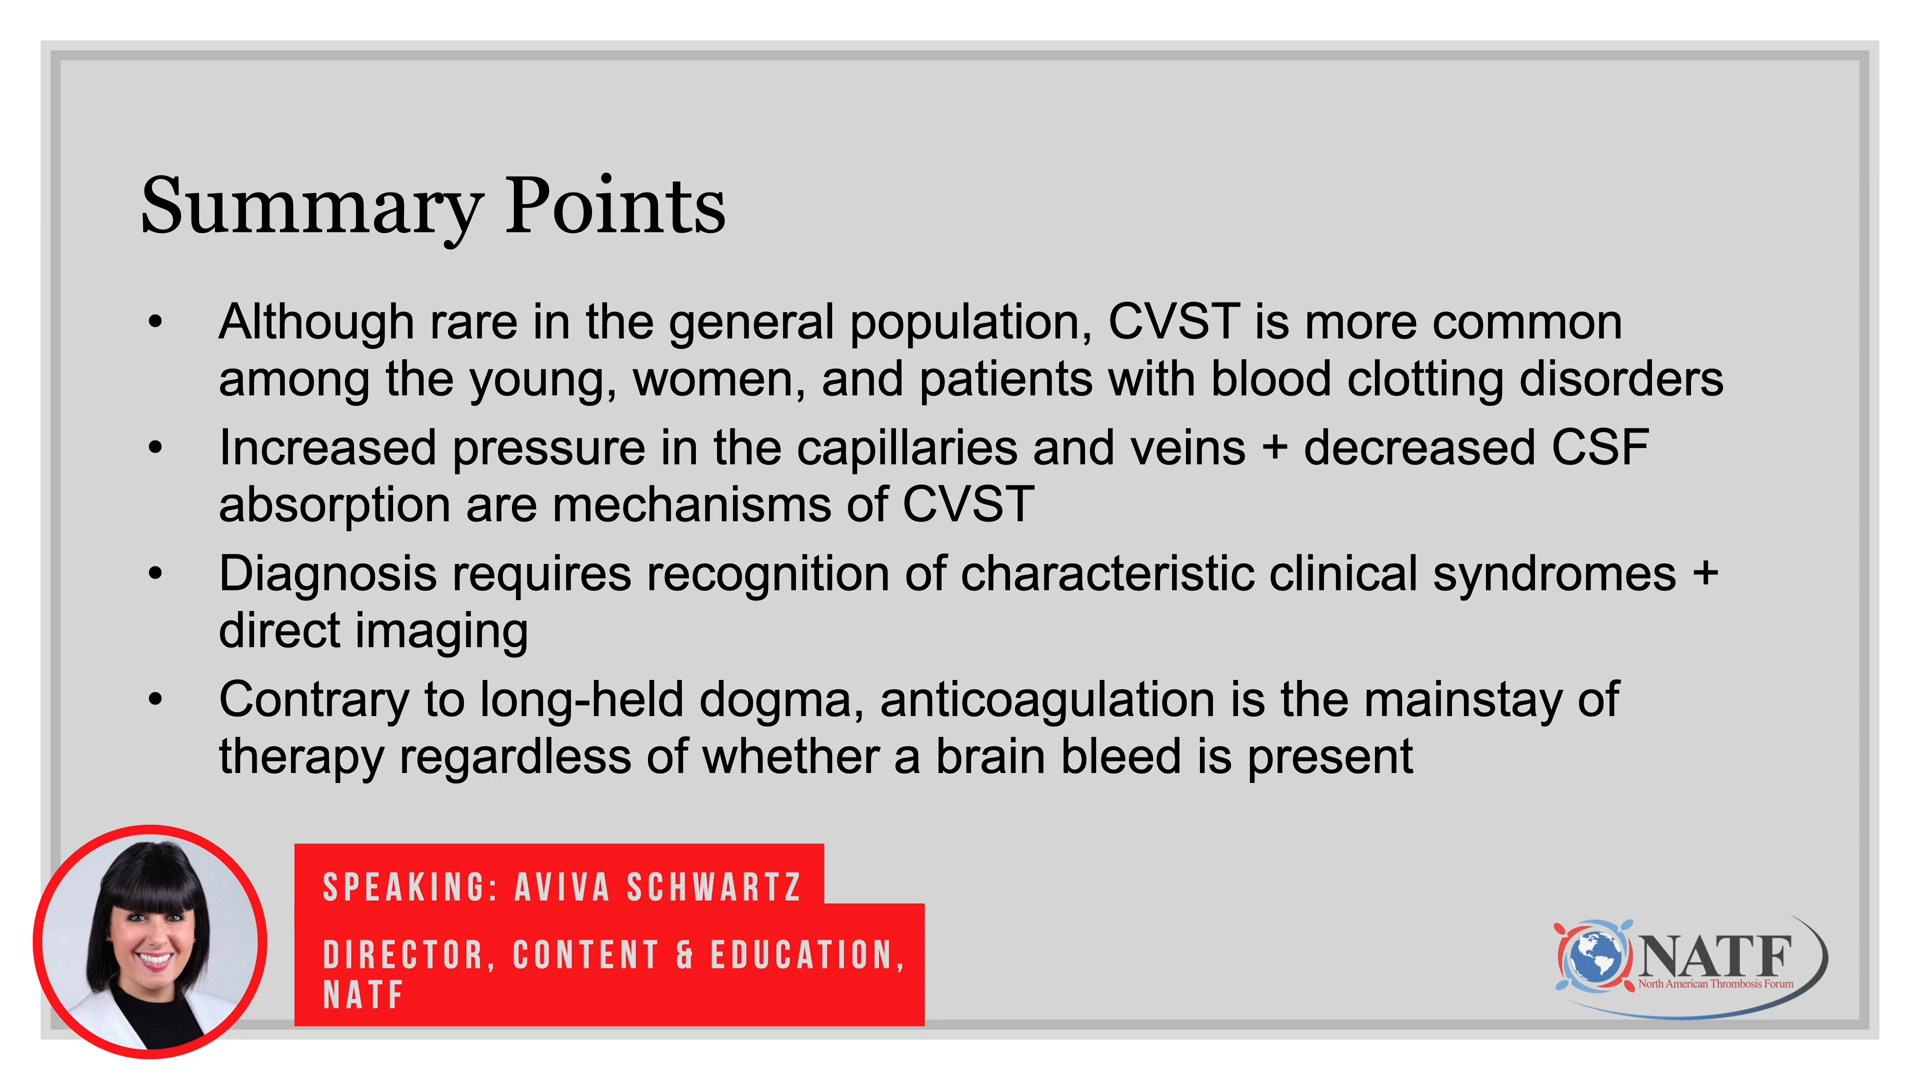 Summary Points
• Although rare in the general population, CVST is more common
among the young, women, and patients with blood clotting disorders
• Increased pressure in the capillaries and veins + decreased CSF
absorption are mechanisms of CVST
• Diagnosis requires recognition of characteristic clinical syndromes +
direct imaging
• Contrary to long-held dogma, anticoagulation is the mainstay of
therapy regardless of whether a brain bleed is present
SPEAKING: AVIVA SCHWARTZ
DIRECTOR, CONTENT & EDUCATION,
NATF
NATF
North American Thrombosis Forum